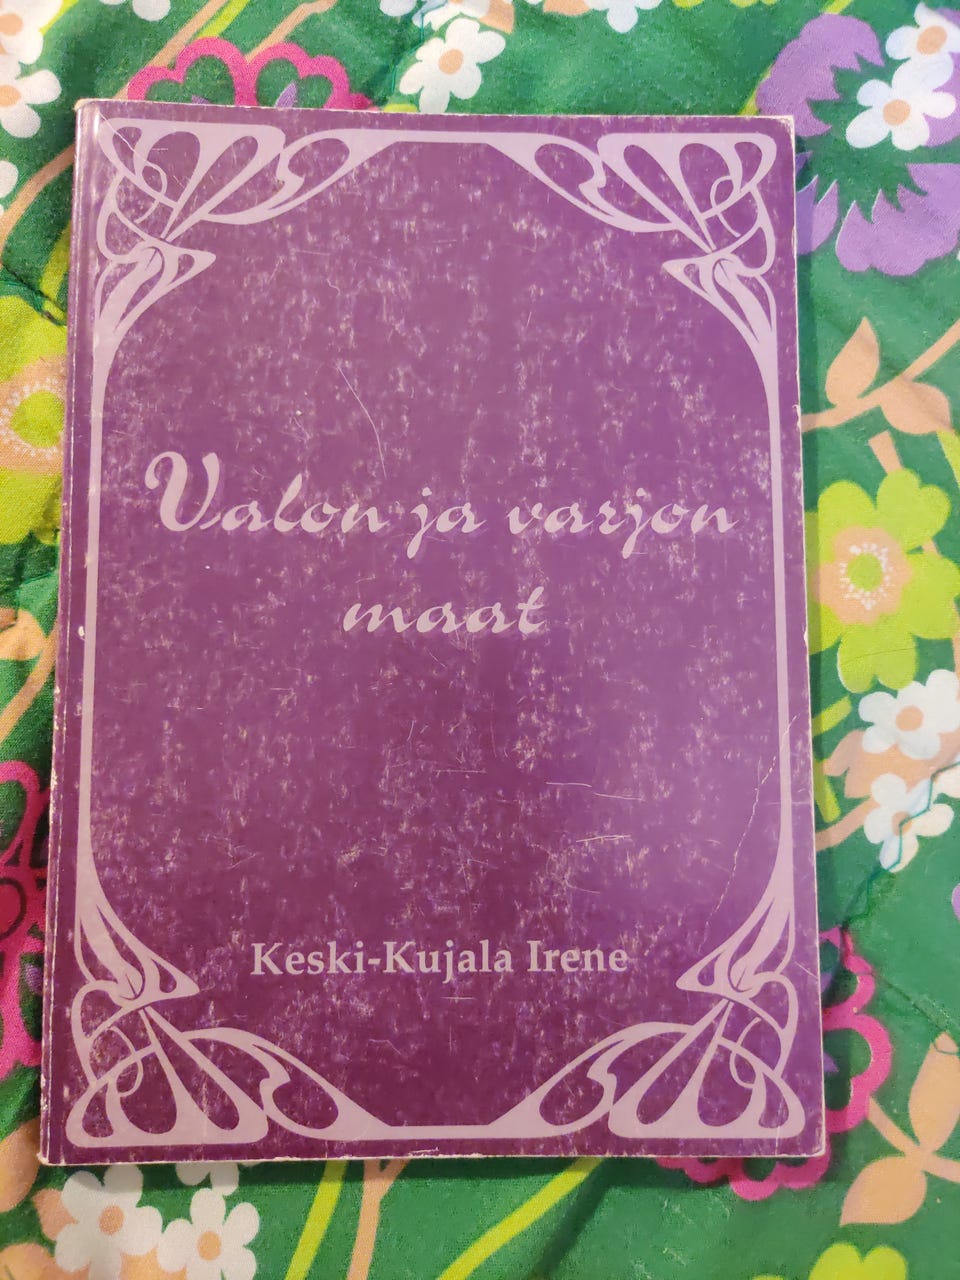 Valon ja varjon
maat
Keski-Kujala Irene